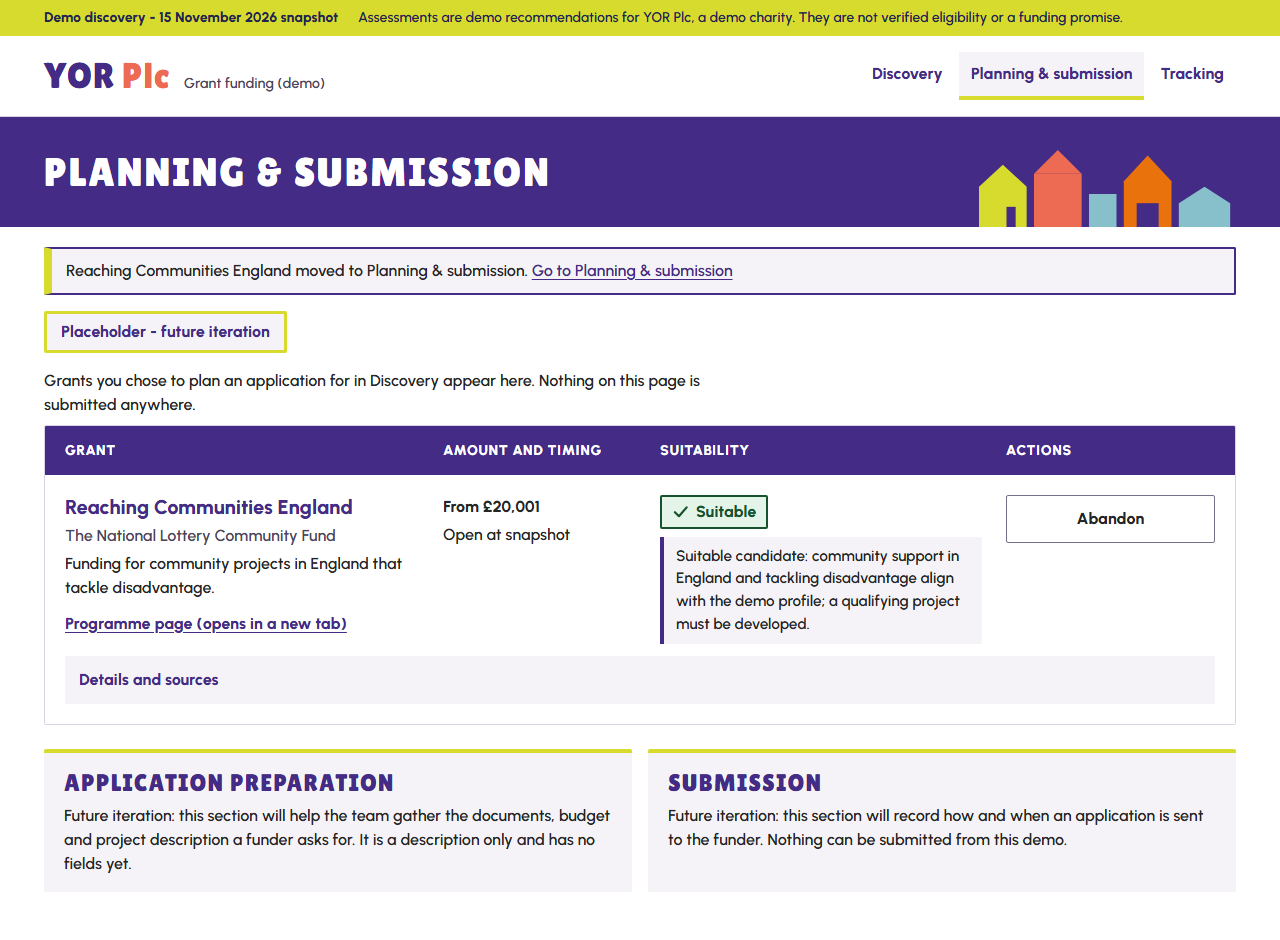 Demo discovery - 15 November 2026 snapshot Assessments are demo recommendations for YOR Plc, a demo charity. They are not verified eligibility or a funding promise.
YOR Plc Grant funding (demo) Discovery Planning & submission Tracking
PLANNING & SUBMISSION
Reaching Communities England moved to Planning & submission. Go to Planning & submission
Placeholder - future iteration
Grants you chose to plan an application for in Discovery appear here. Nothing on this page is
submitted anywhere.
GRANT AMOUNT AND TIMING SUITABILITY ACTIONS
Reaching Communities England
The National Lottery Community Fund
Funding for community projects in England that
tackle disadvantage.
Programme page (opens in a new tab)
From £20,001
Open at snapshot
Suitable
Suitable candidate: community support in
England and tackling disadvantage align
with the demo profile; a qualifying project
must be developed.
Abandon
Details and sources
APPLICATION PREPARATION
Future iteration: this section will help the team gather the documents, budget
and project description a funder asks for. It is a description only and has no
fields yet.
SUBMISSION
Future iteration: this section will record how and when an application is sent
to the funder. Nothing can be submitted from this demo.